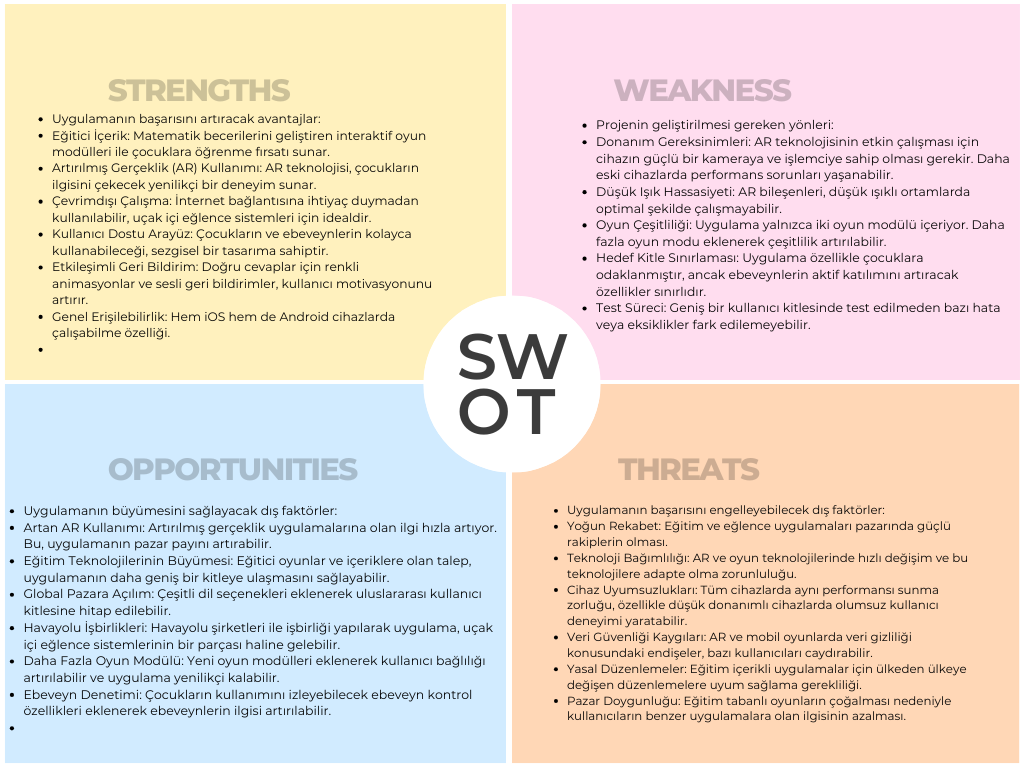 STRENGTHS
• Uygulamanın başarısını artıracak avantajlar:
• Eğitici İçerik: Matematik becerilerini geliştiren interaktif oyun
modülleri ile çocuklara öğrenme fırsatı sunar.
• Artırılmış Gerçeklik (AR) Kullanımı: AR teknolojisi, çocukların
ilgisini çekecek yenilikçi bir deneyim sunar.
• Çevrimdışı Çalışma: İnternet bağlantısına ihtiyaç duymadan
kullanılabilir, uçak içi eğlence sistemleri için idealdir.
• Kullanıcı Dostu Arayüz: Çocukların ve ebeveynlerin kolayca
kullanabileceği, sezgisel bir tasarıma sahiptir.
• Etkileşimli Geri Bildirim: Doğru cevaplar için renkli
animasyonlar ve sesli geri bildirimler, kullanıcı motivasyonunu
artırır.
• Genel Erişilebilirlik: Hem iOS hem de Android cihazlarda
çalışabilme özelliği.
•
WEAKNESS
• Projenin geliştirilmesi gereken yönleri:
• Donanım Gereksinimleri: AR teknolojisinin etkin çalışması için
cihazın güçlü bir kameraya ve işlemciye sahip olması gerekir. Daha
eski cihazlarda performans sorunları yaşanabilir.
• Düşük Işık Hassasiyeti: AR bileşenleri, düşük ışıklı ortamlarda
optimal şekilde çalışmayabilir.
• Oyun Çeşitliliği: Uygulama yalnızca iki oyun modülü içeriyor. Daha
fazla oyun modu eklenerek çeşitlilik artırılabilir.
• Hedef Kitle Sınırlaması: Uygulama özellikle çocuklara
odaklanmıştır, ancak ebeveynlerin aktif katılımını artıracak
özellikler sınırlıdır.
• Test Süreci: Geniş bir kullanıcı kitlesinde test edilmeden bazı hata
veya eksiklikler fark edilemeyebilir.
SW
OT
OPPORTUNITIES
• Uygulamanın büyümesini sağlayacak dış faktörler:
• Artan AR Kullanımı: Artırılmış gerçeklik uygulamalarına olan ilgi hızla artıyor.
Bu, uygulamanın pazar payını artırabilir.
• Eğitim Teknolojilerinin Büyümesi: Eğitici oyunlar ve içeriklere olan talep,
uygulamanın daha geniş bir kitleye ulaşmasını sağlayabilir.
• Global Pazara Açılım: Çeşitli dil seçenekleri eklenerek uluslararası kullanıcı
kitlesine hitap edilebilir.
• Havayolu İşbirlikleri: Havayolu şirketleri ile işbirliği yapılarak uygulama, uçak
içi eğlence sistemlerinin bir parçası haline gelebilir.
• Daha Fazla Oyun Modülü: Yeni oyun modülleri eklenerek kullanıcı bağlılığı
artırılabilir ve uygulama yenilikçi kalabilir.
• Ebeveyn Denetimi: Çocukların kullanımını izleyebilecek ebeveyn kontrol
özellikleri eklenerek ebeveynlerin ilgisi artırılabilir.
•
THREATS
• Uygulamanın başarısını engelleyebilecek dış faktörler:
• Yoğun Rekabet: Eğitim ve eğlence uygulamaları pazarında güçlü
rakiplerin olması.
• Teknoloji Bağımlılığı: AR ve oyun teknolojilerinde hızlı değişim ve bu
teknolojilere adapte olma zorunluluğu.
• Cihaz Uyumsuzlukları: Tüm cihazlarda aynı performansı sunma
zorluğu, özellikle düşük donanımlı cihazlarda olumsuz kullanıcı
deneyimi yaratabilir.
• Veri Güvenliği Kaygıları: AR ve mobil oyunlarda veri gizliliği
konusundaki endişeler, bazı kullanıcıları caydırabilir.
• Yasal Düzenlemeler: Eğitim içerikli uygulamalar için ülkeden ülkeye
değişen düzenlemelere uyum sağlama gerekliliği.
• Pazar Doygunluğu: Eğitim tabanlı oyunların çoğalması nedeniyle
kullanıcıların benzer uygulamalara olan ilgisinin azalması.